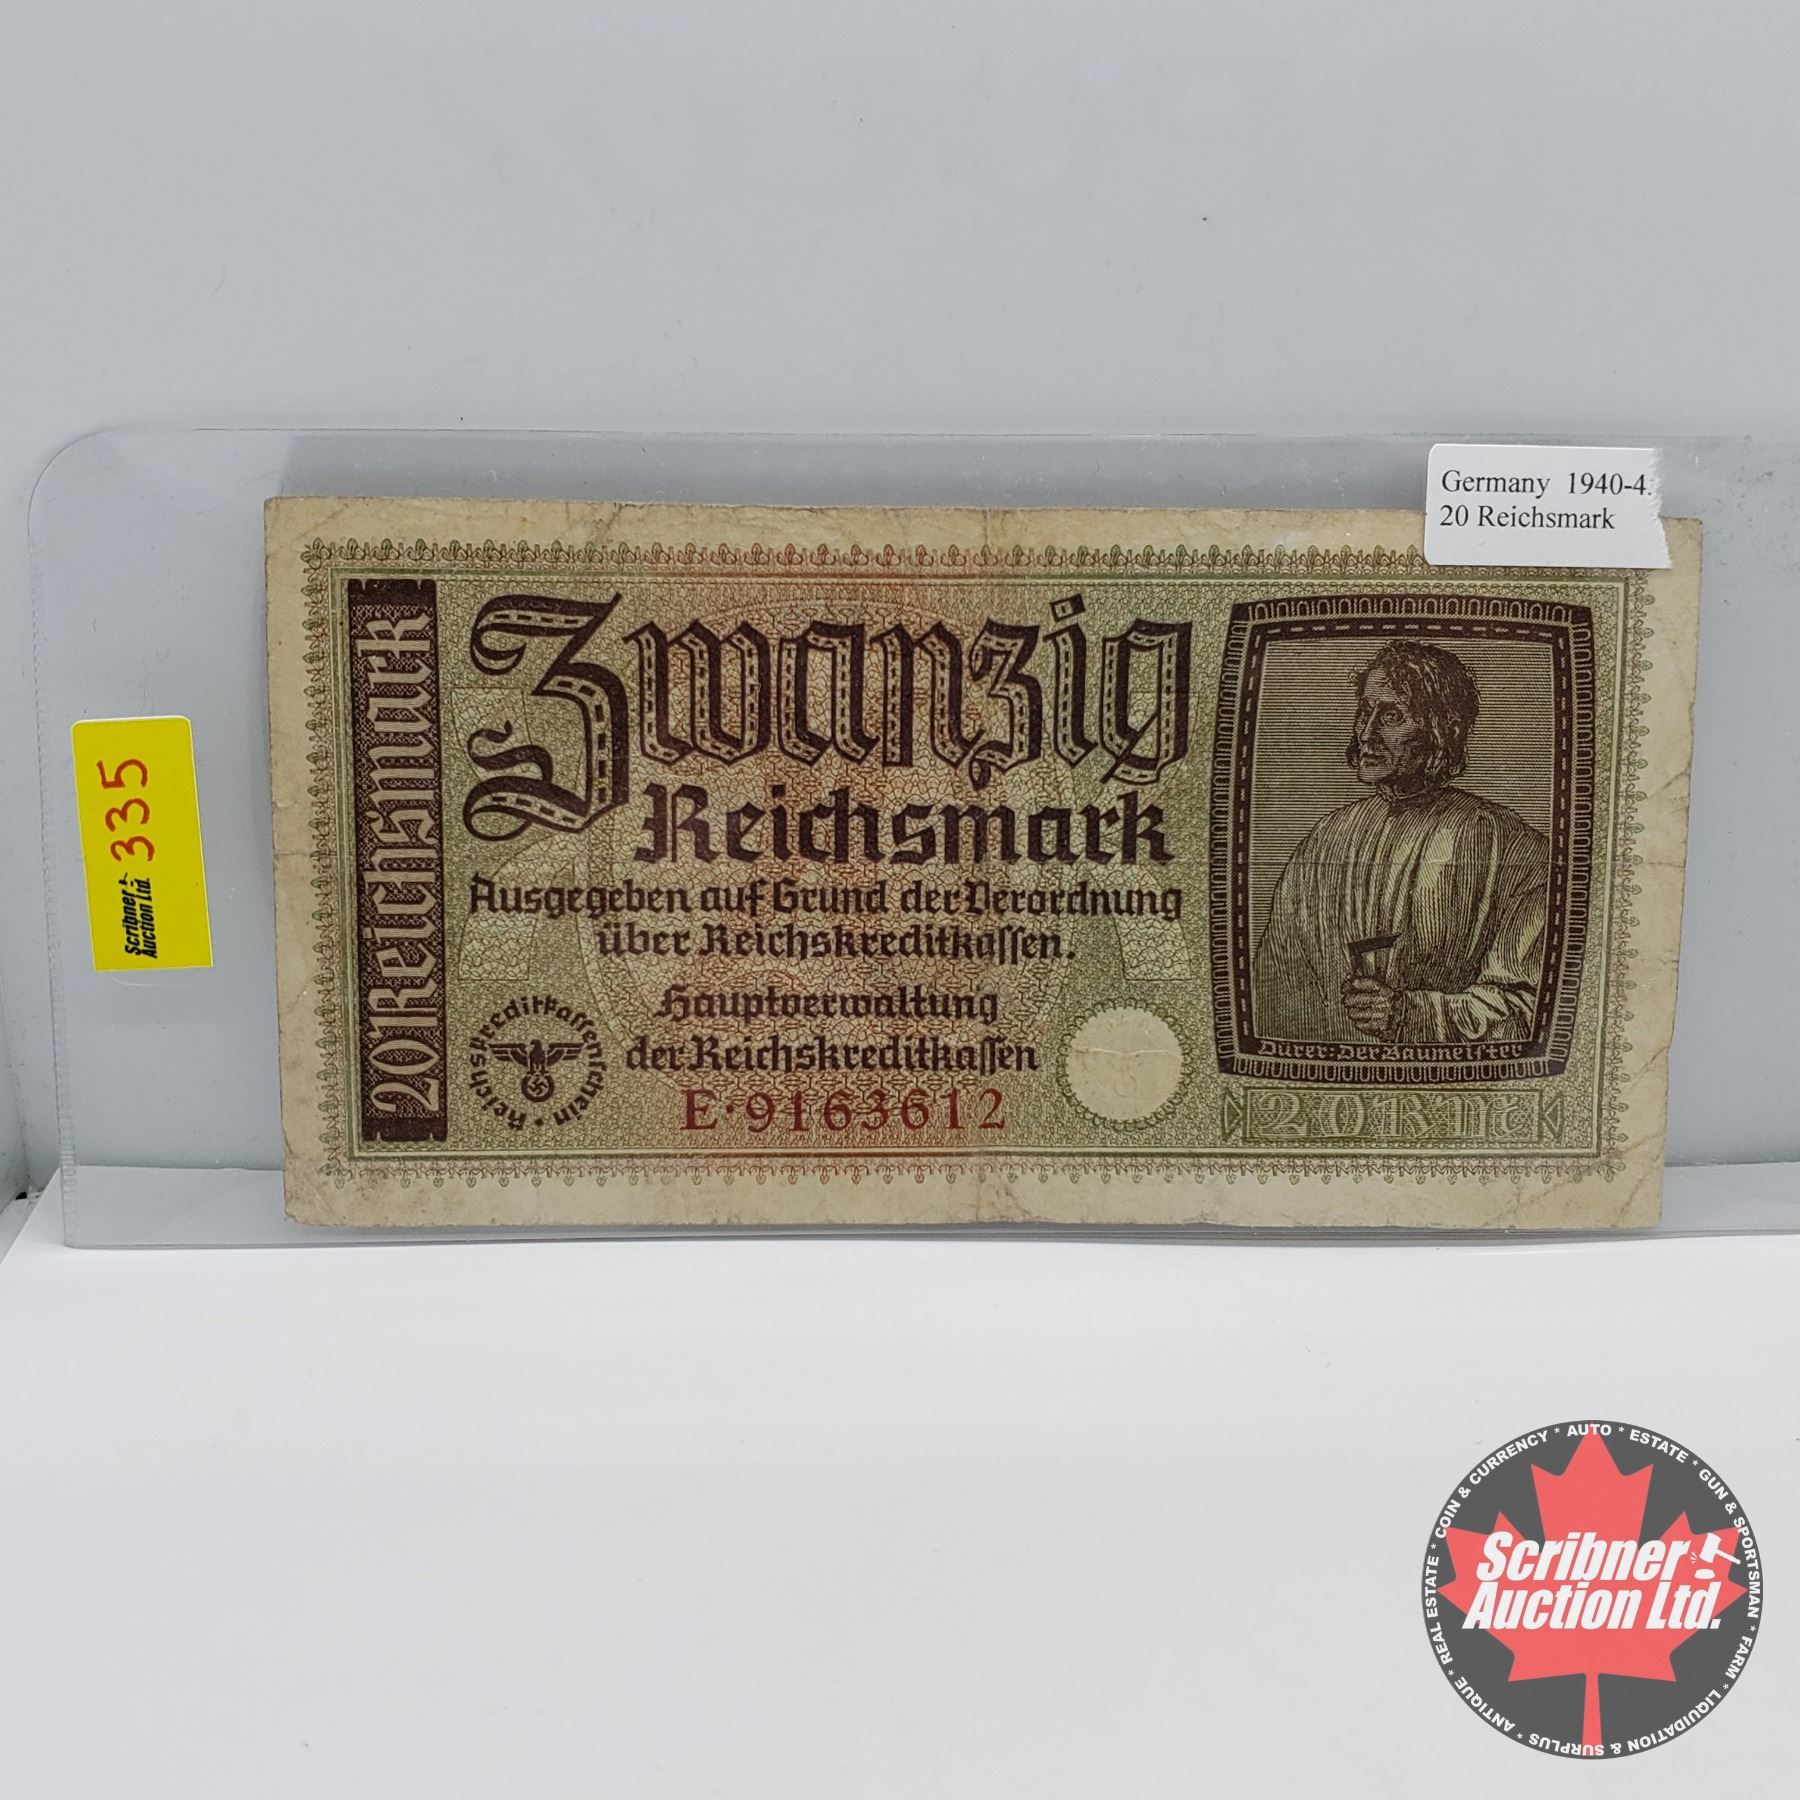 Germany 1940-4
20 Reichsmark
335
Scribner
Auction Ltd.
20 Reichsmark
Zwanzig
Reichsmark
Ausgegeben auf Grund der Verordnung
über Reichskreditkassen.
Hauptverwaltung
der Reichskreditkassen
E·9163612
Reichskreditkassenschein
Dürer: Der Baumeister
20 RM
COIN & CURRENCY * AUTO * ESTATE * GUN & SPORTSMAN * FARM * LIQUIDATION & SURPLUS * ANTIQUE * REAL ESTATE *
Scribner
Auction Ltd.